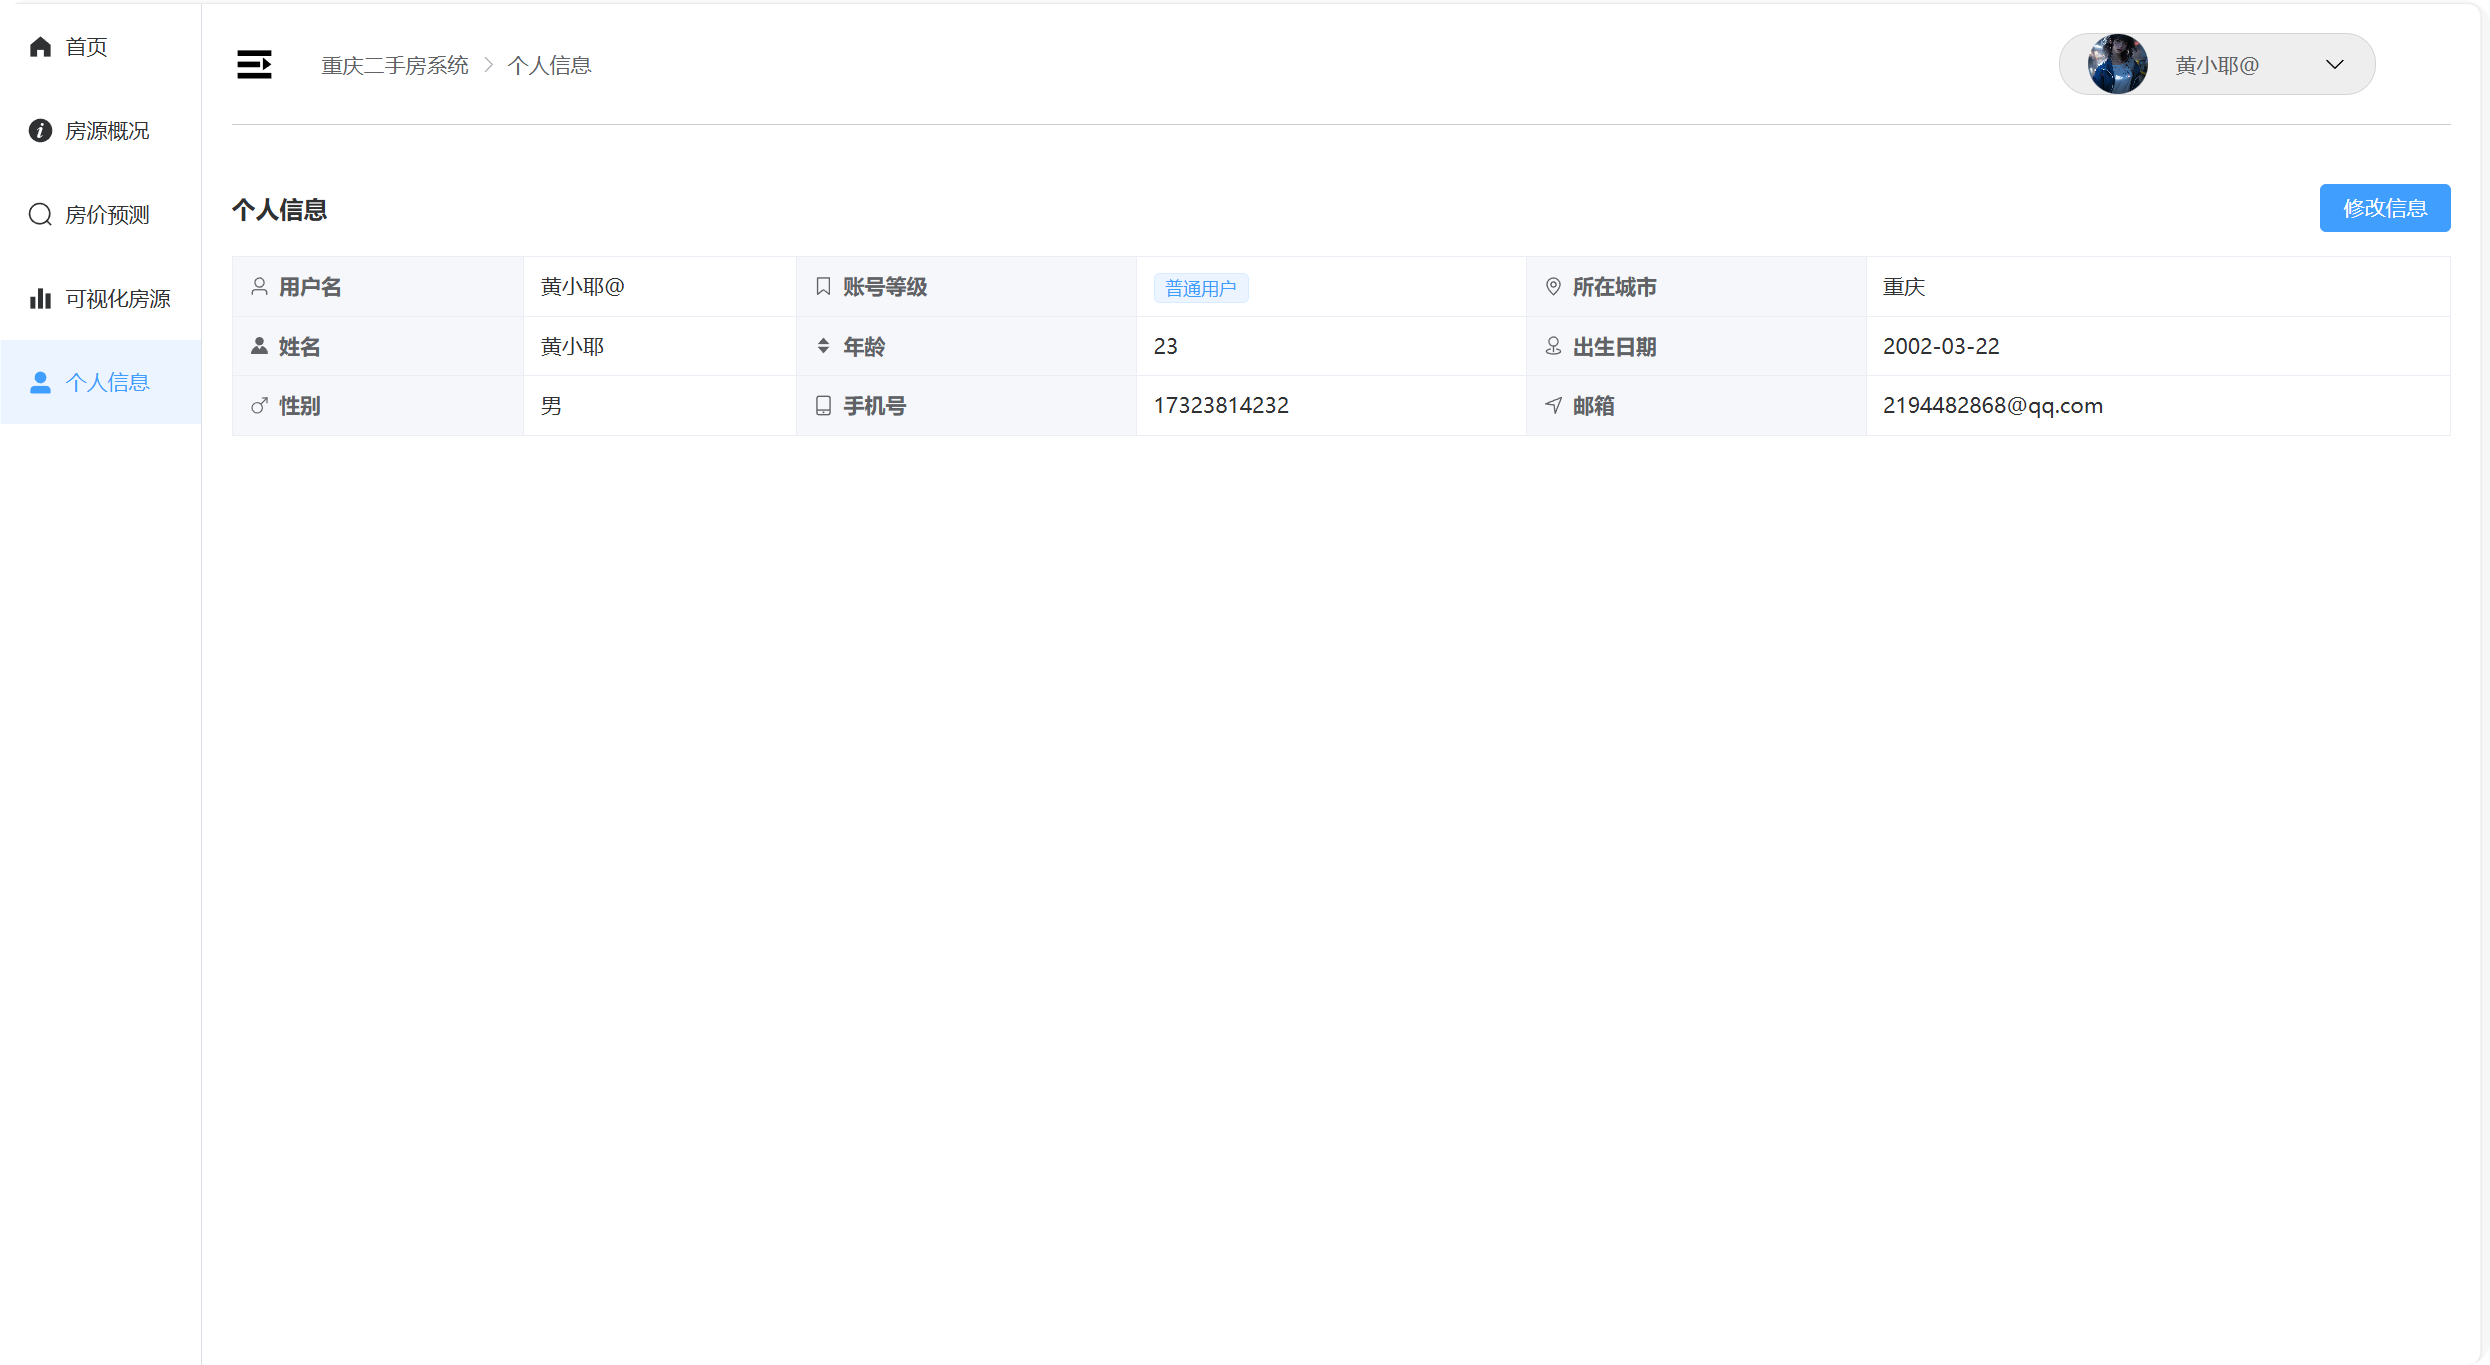 首页
房源概况
房价预测
可视化房源
个人信息
重庆二手房系统 > 个人信息
黄小耶@
个人信息
修改信息
用户名 黄小耶@ 账号等级 普通用户 所在城市 重庆
姓名 黄小耶 年龄 23 出生日期 2002-03-22
性别 男 手机号 17323814232 邮箱 2194482868@qq.com